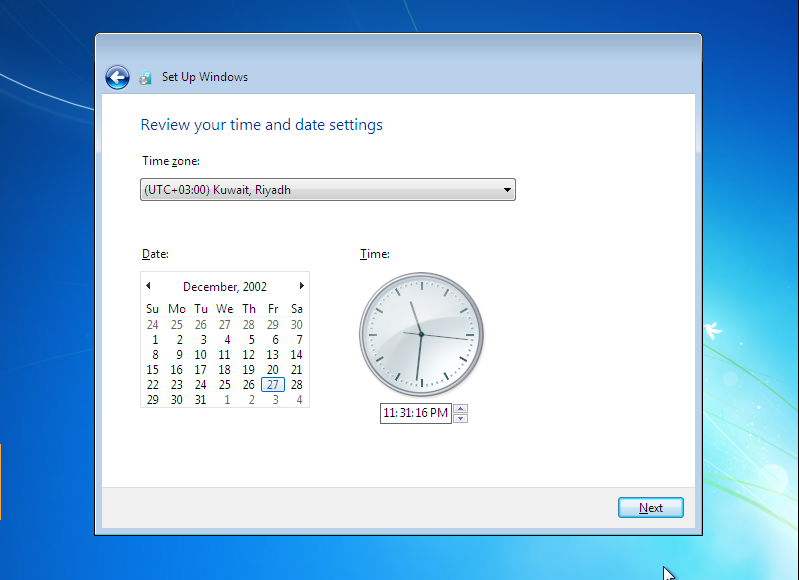 Set Up Windows
Review your time and date settings
Time zone:
(UTC+03:00) Kuwait, Riyadh
Date:
Time:
December, 2002
Su Mo Tu We Th Fr Sa
24 25 26 27 28 29 30
1 2 3 4 5 6 7
8 9 10 11 12 13 14
15 16 17 18 19 20 21
22 23 24 25 26 27 28
29 30 31 1 2 3 4
11:31:16 PM
Next